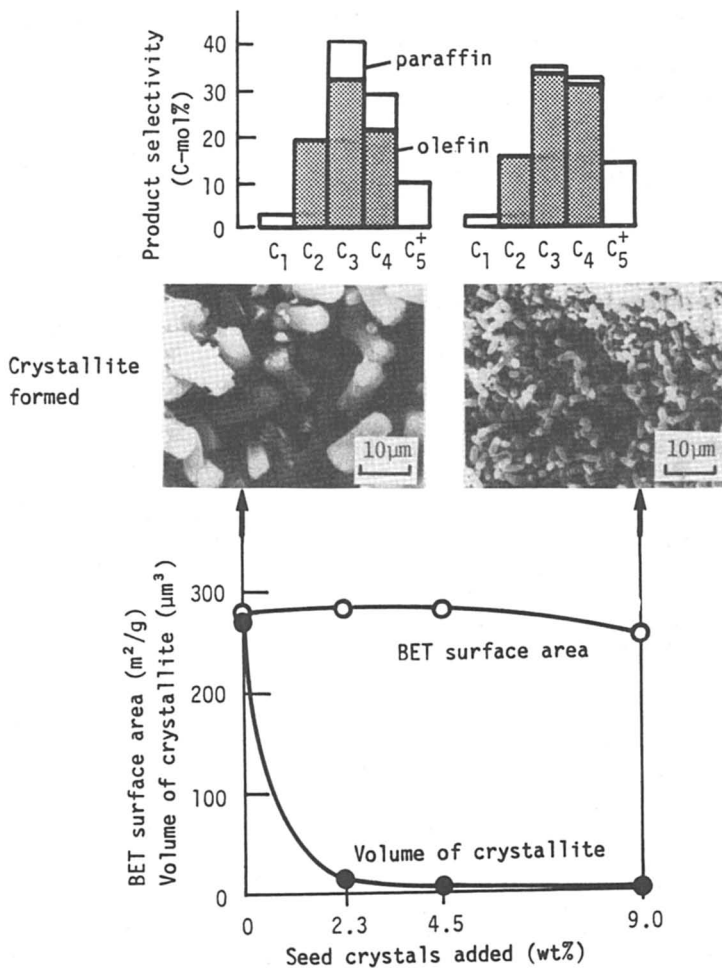 Product selectivity
(C-mol%)
40
30
20
10
0
paraffin
olefin
C₁ C₂ C₃ C₄ C₅⁺
C₁ C₂ C₃ C₄ C₅⁺
Crystallite
formed
10μm
10μm
BET surface area (m²/g)
Volume of crystallite (μm³)
300
200
100
0
BET surface area
Volume of crystallite
0 2.3 4.5 9.0
Seed crystals added (wt%)